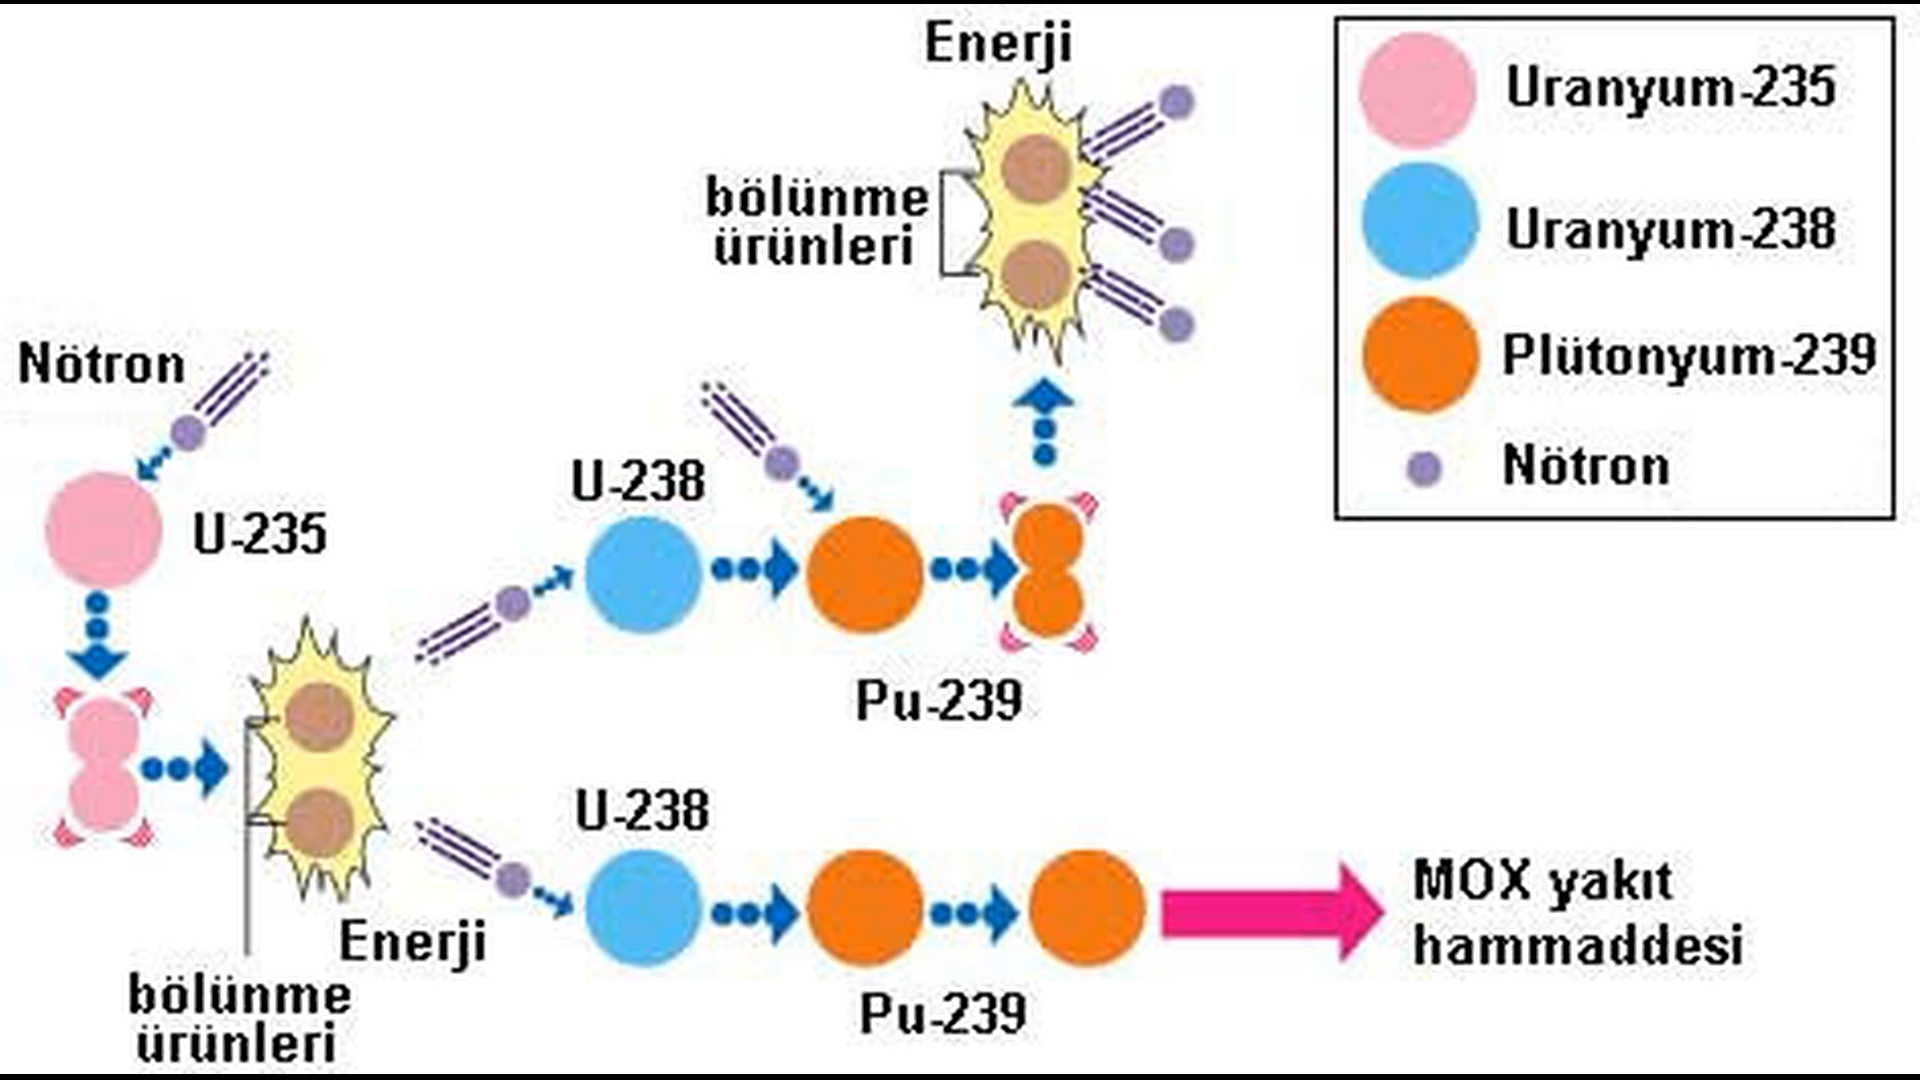 Enerji
bölünme
ürünleri
Nötron
U-235
U-238
Pu-239
U-238
Enerji
bölünme
ürünleri
Pu-239
MOX yakıt
hammaddesi
Uranyum-235
Uranyum-238
Plütonyum-239
Nötron